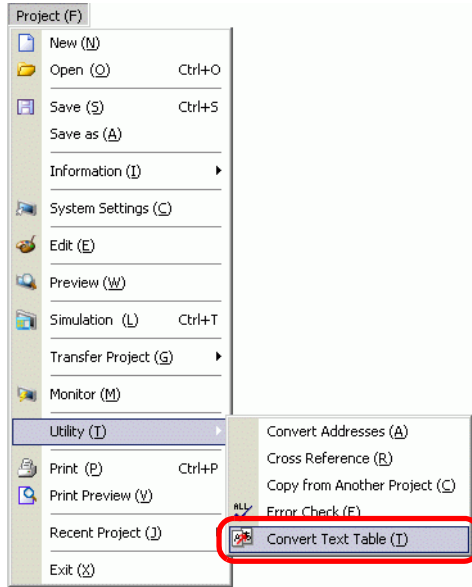 Project (F)
New (N)
Open (O) Ctrl+O
Save (S) Ctrl+S
Save as (A)
Information (I)
System Settings (C)
Edit (E)
Preview (W)
Simulation (L) Ctrl+T
Transfer Project (G)
Monitor (M)
Utility (T)
Convert Addresses (A)
Cross Reference (R)
Copy from Another Project (C)
Error Check (E)
Convert Text Table (T)
Print (P) Ctrl+P
Print Preview (V)
Recent Project (J)
Exit (X)